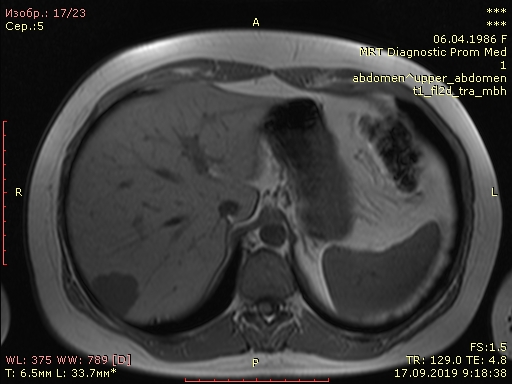 Изобр.: 17/23
Сер.:5
A
***
***
06.04.1986 F
MRT Diagnostic Prom Med
1
abdomen^upper_abdomen
t1_fl2d_tra_mbh
R
L
WL: 375 WW: 789 [D]
T: 6.5мм L: 33.7мм*
P
FS:1.5
TR: 129.0 TE: 4.8
17.09.2019 9:18:38